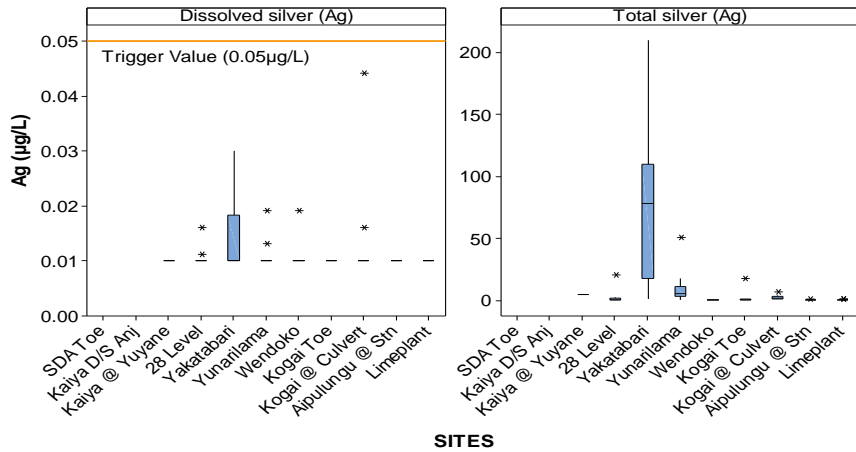 Dissolved silver (Ag)
Total silver (Ag)
0.05
0.04
0.03
0.02
0.01
0.00
Trigger Value (0.05µg/L)
Ag (µg/L)
200
150
100
50
0
SDA Toe
Kaiya D/S Anj
Kaiya @ Yuyane
28 Level
Yakatabari
Yunarilama
Wendoko
Kogai Toe
Kogai @ Culvert
Aipulungu @ Stn
Limeplant
SDA Toe
Kaiya D/S Anj
Kaiya @ Yuyane
28 Level
Yakatabari
Yunarilama
Wendoko
Kogai Toe
Kogai @ Culvert
Aipulungu @ Stn
Limeplant
SITES